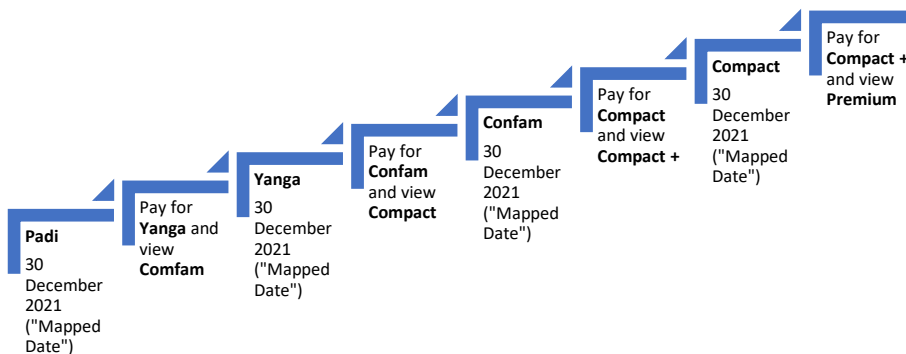 Padi
30
December
2021
("Mapped
Date")
Pay for
Yanga and
view
Comfam
Yanga
30
December
2021
("Mapped
Date")
Pay for
Confam
and view
Compact
Confam
30
December
2021
("Mapped
Date")
Pay for
Compact
and view
Compact +
Compact
30
December
2021
("Mapped
Date")
Pay for
Compact +
and view
Premium